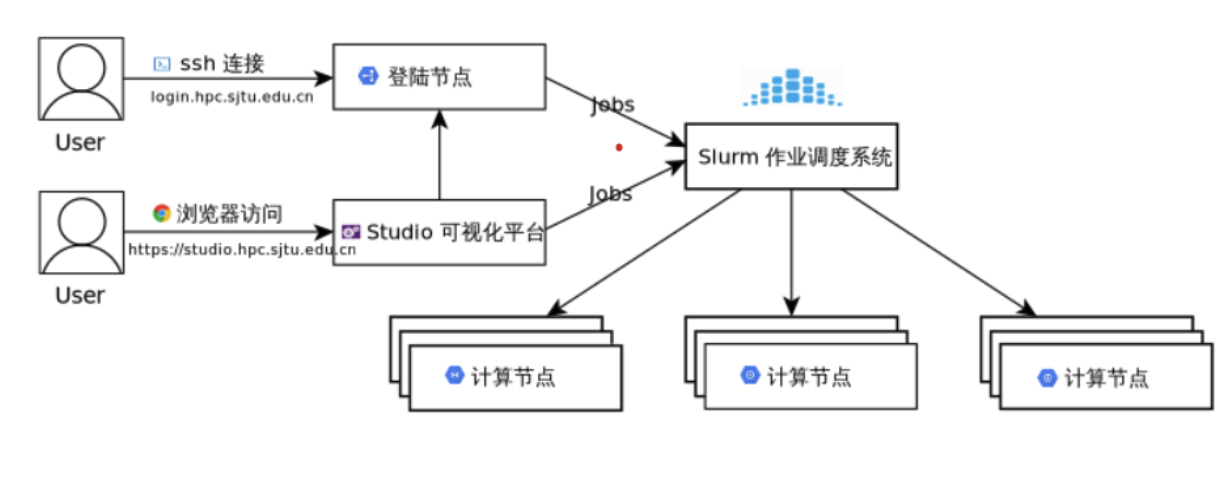 ssh 连接
login.hpc.sjtu.edu.cn
User
登陆节点
Jobs
Slurm 作业调度系统
浏览器访问
https://studio.hpc.sjtu.edu.cn
User
Studio 可视化平台
Jobs
计算节点
计算节点
计算节点